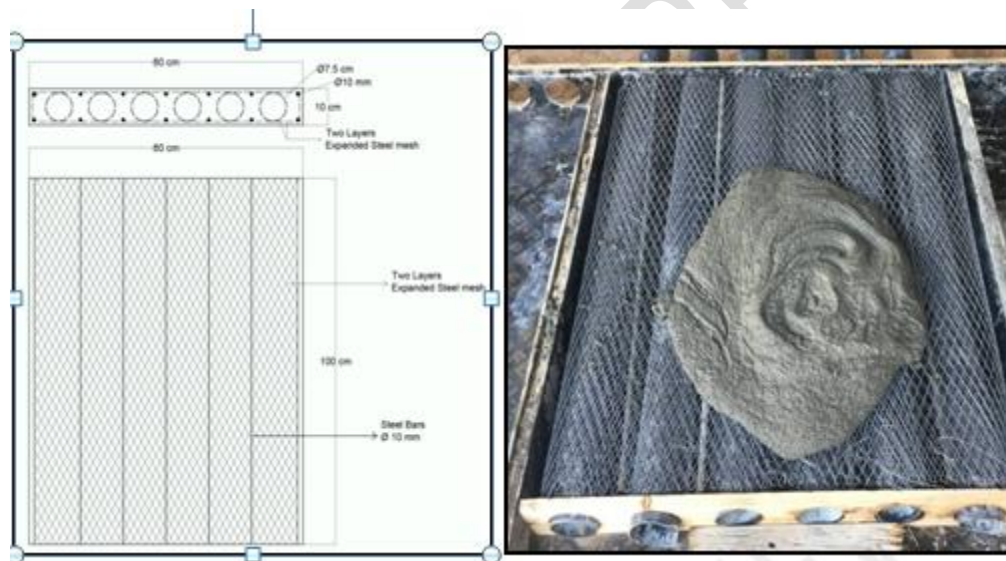 60 cm
Ø7.5 cm
Ø10 mm
10 cm
Two Layers
Expanded Steel mesh
60 cm
Two Layers
Expanded Steel mesh
100 cm
Steel Bars
Ø 10 mm